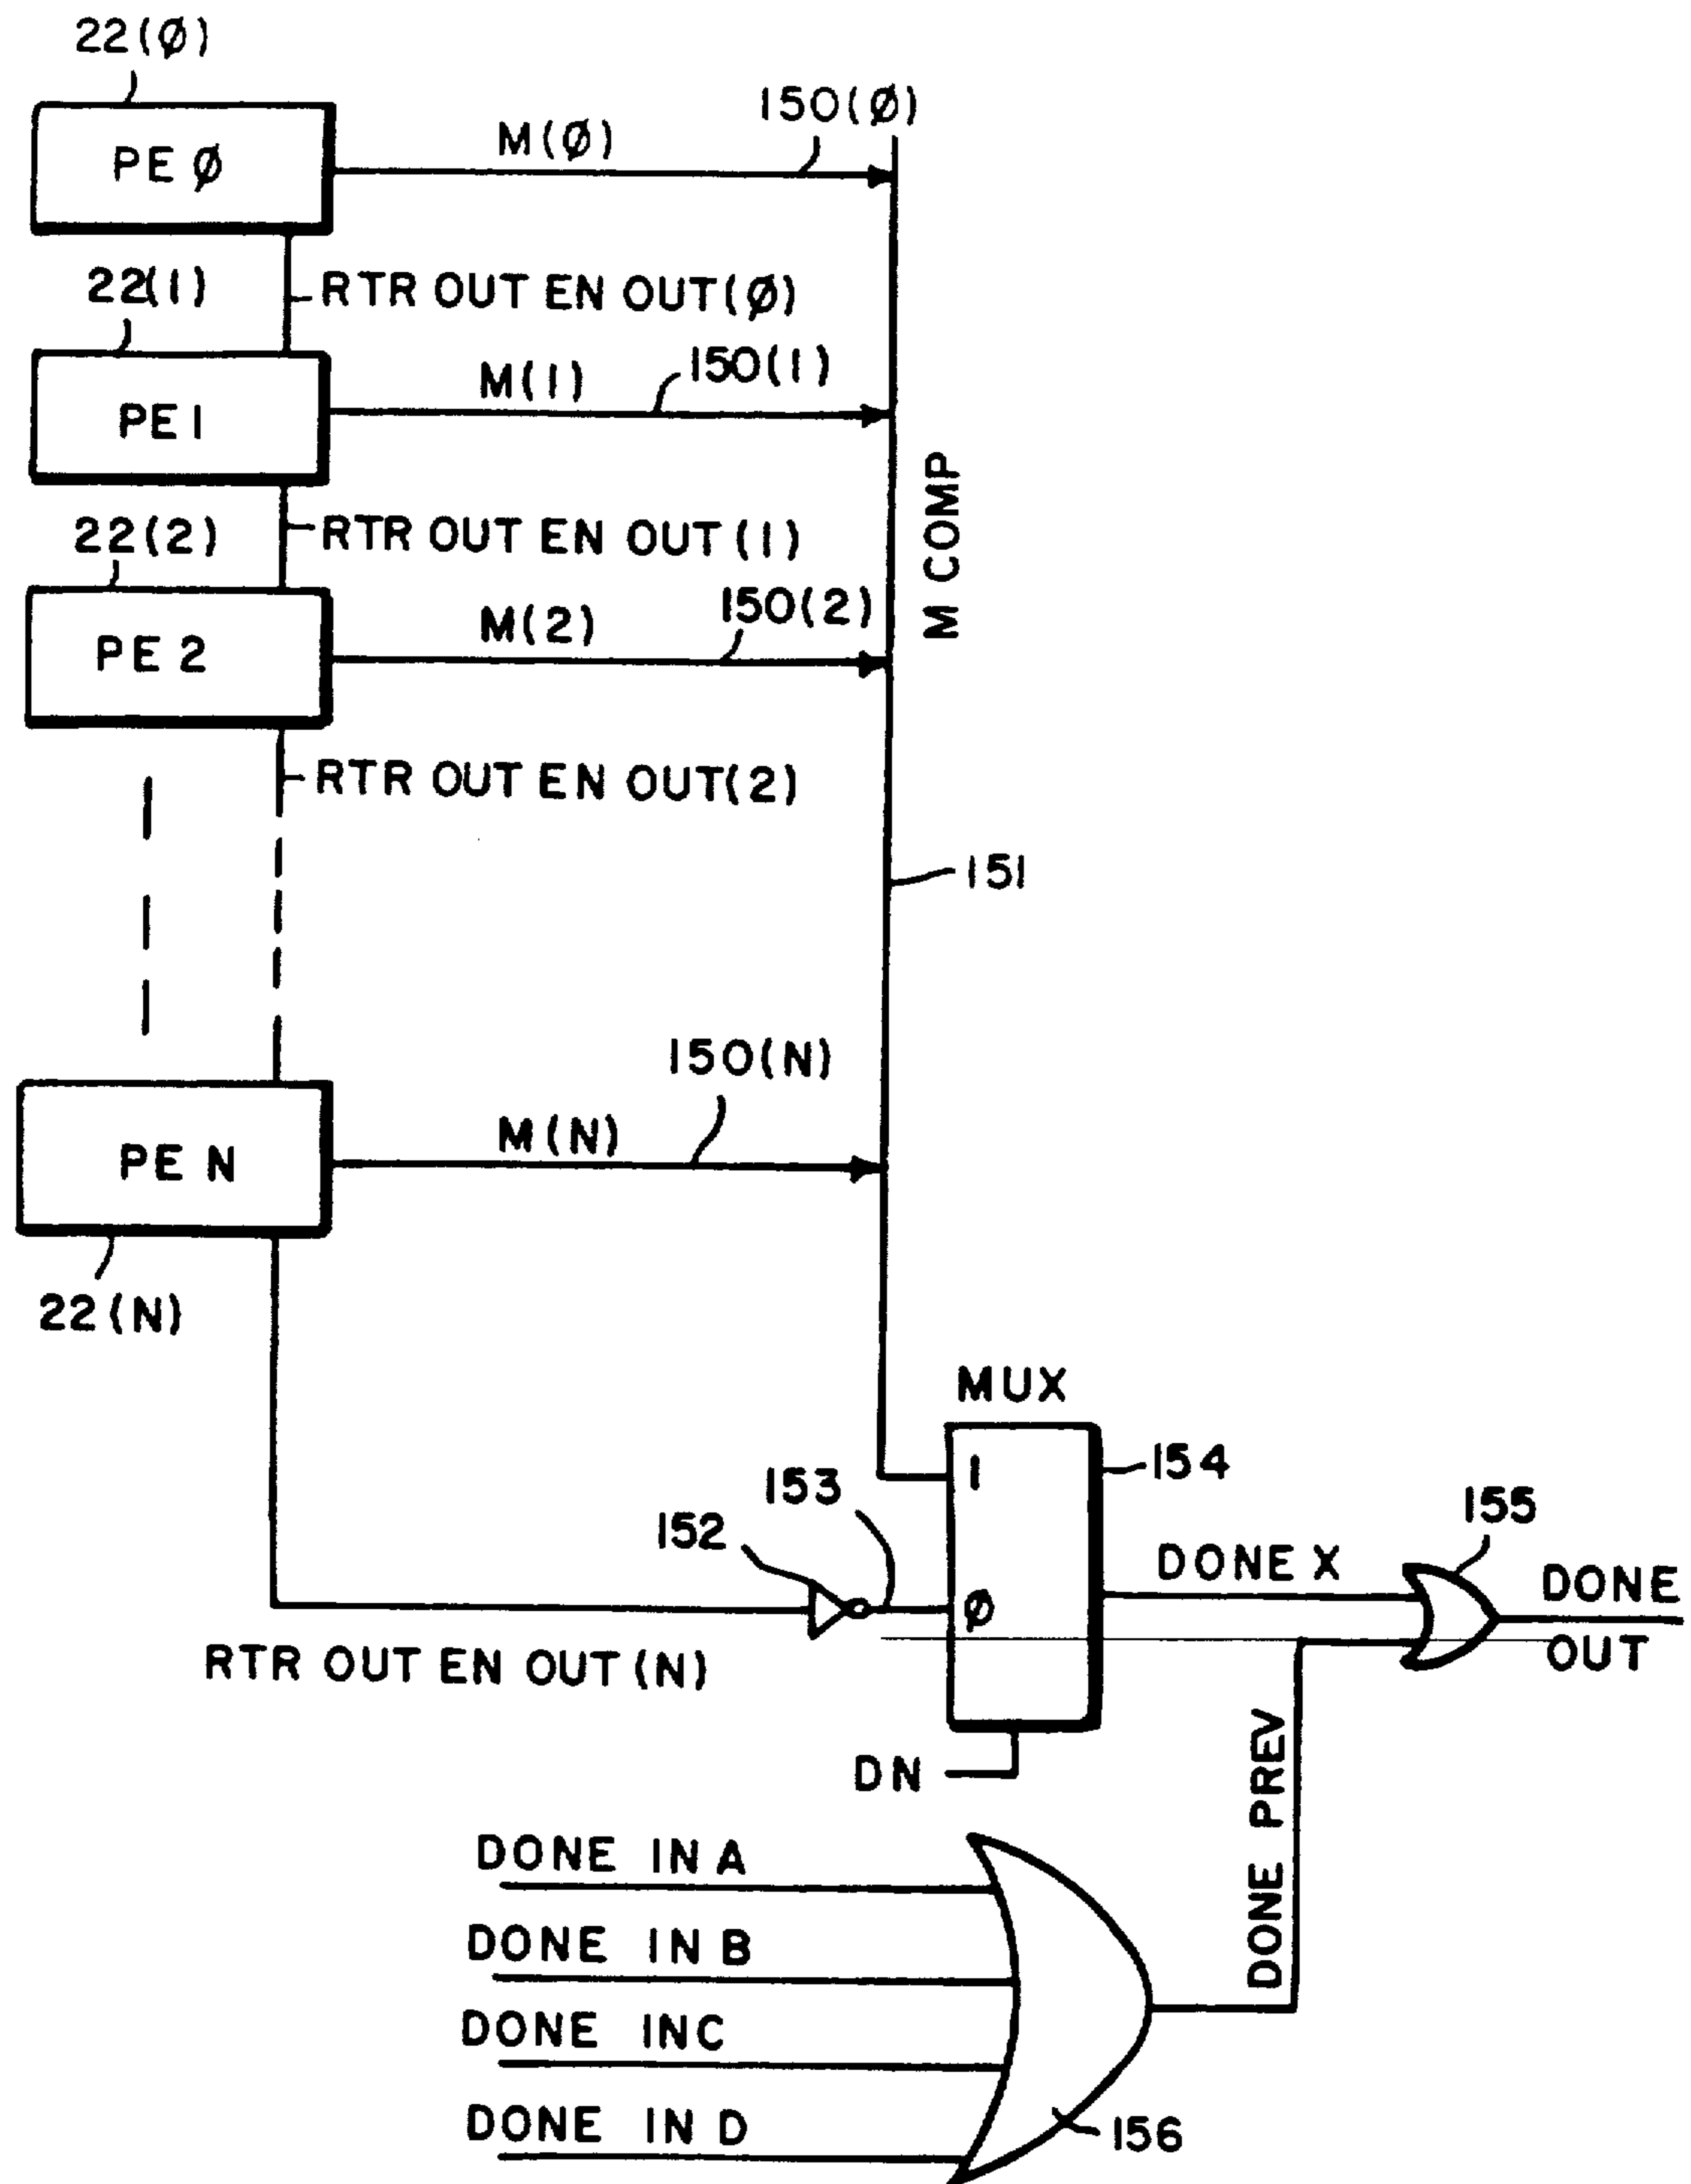 22(Ø)
PE Ø
M(Ø)
150(Ø)
RTR OUT EN OUT(Ø)
22(1)
PE 1
M(1)
150(1)
M COMP
RTR OUT EN OUT(1)
22(2)
PE 2
M(2)
150(2)
RTR OUT EN OUT(2)
151
150(N)
M(N)
PE N
22(N)
MUX
1
154
153
152
155
DONE X
DONE
OUT
Ø
RTR OUT EN OUT(N)
DN
DONE PREV
DONE IN A
DONE IN B
DONE INC
DONE IN D
156